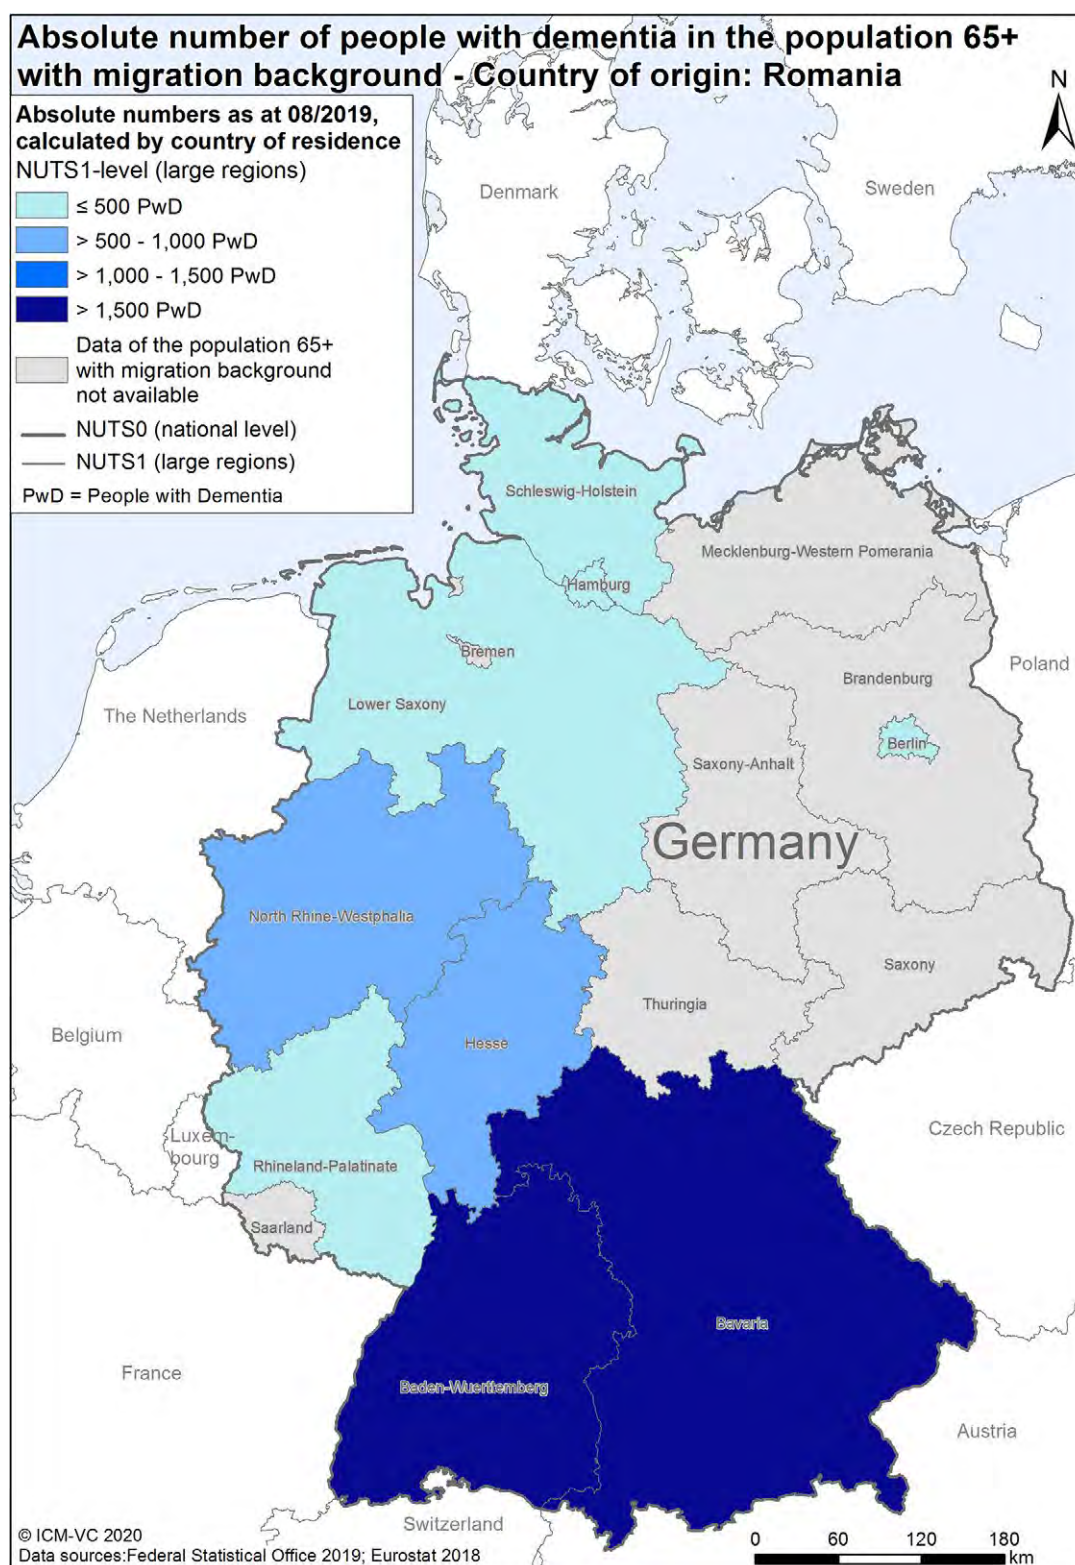 Absolute number of people with dementia in the population 65+
with migration background - Country of origin: Romania
Absolute numbers as at 08/2019,
calculated by country of residence
NUTS1-level (large regions)
≤ 500 PwD
> 500 - 1,000 PwD
> 1,000 - 1,500 PwD
> 1,500 PwD
Data of the population 65+
with migration background
not available
NUTS0 (national level)
NUTS1 (large regions)
PwD = People with Dementia
N
Denmark
Sweden
Schleswig-Holstein
Mecklenburg-Western Pomerania
Hamburg
Bremen
Poland
Brandenburg
The Netherlands
Lower Saxony
Berlin
Saxony-Anhalt
Germany
North Rhine-Westphalia
Saxony
Thuringia
Belgium
Hesse
Czech Republic
Luxem-
bourg
Rhineland-Palatinate
Saarland
Bavaria
France
Baden-Wuerttemberg
Austria
Switzerland
© ICM-VC 2020
Data sources:Federal Statistical Office 2019; Eurostat 2018
0 60 120 180
km